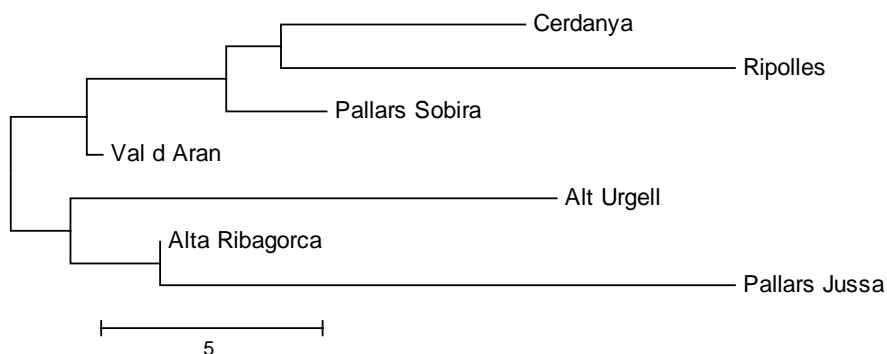 Cerdanya
Ripolles
Pallars Sobira
Val d Aran
Alt Urgell
Alta Ribagorca
Pallars Jussa
5